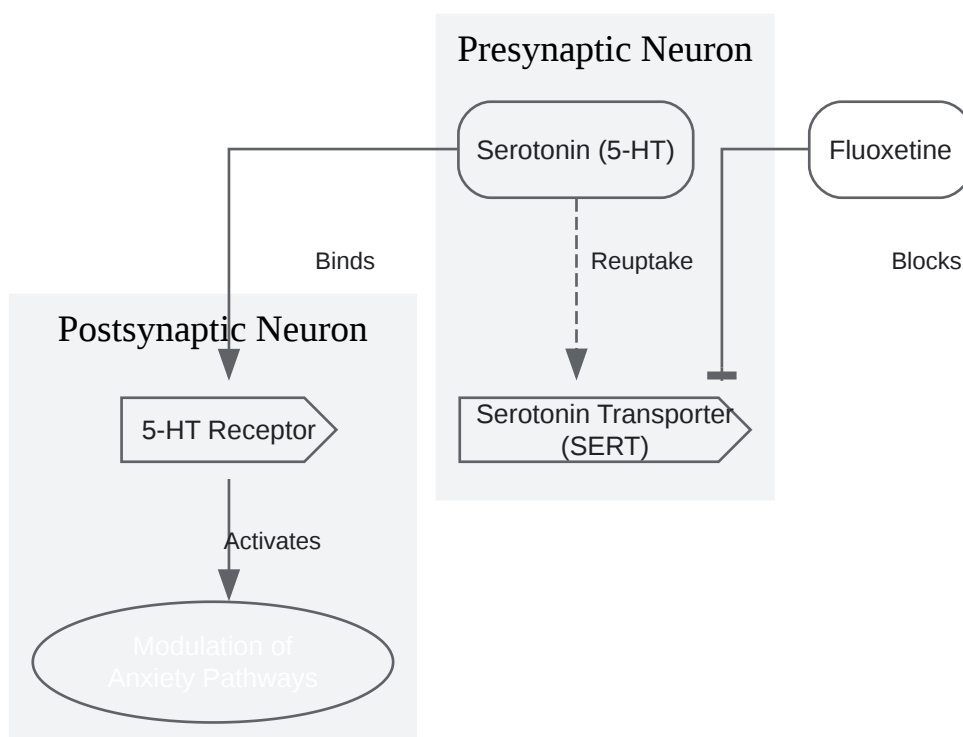 Presynaptic Neuron
Serotonin (5-HT)
Fluoxetine
Binds
Reuptake
Blocks
Postsynaptic Neuron
5-HT Receptor
Serotonin Transporter
(SERT)
Activates
Modulation of
Anxiety Pathways